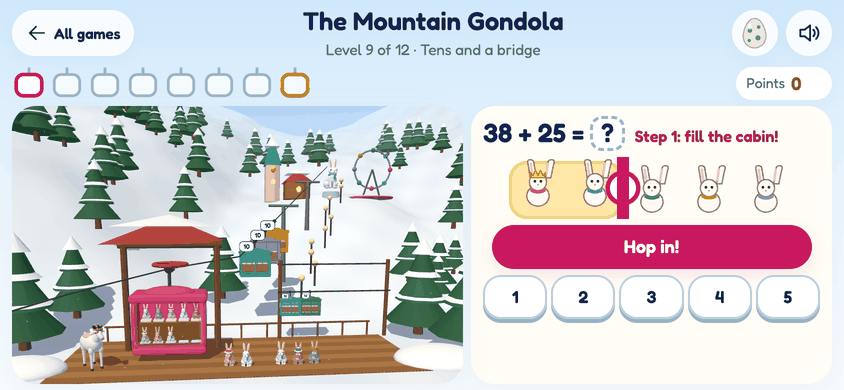 All games
The Mountain Gondola
Level 9 of 12 · Tens and a bridge
Points 0
38 + 25 = ? Step 1: fill the cabin!
Hop in!
1 2 3 4 5
10
10
10